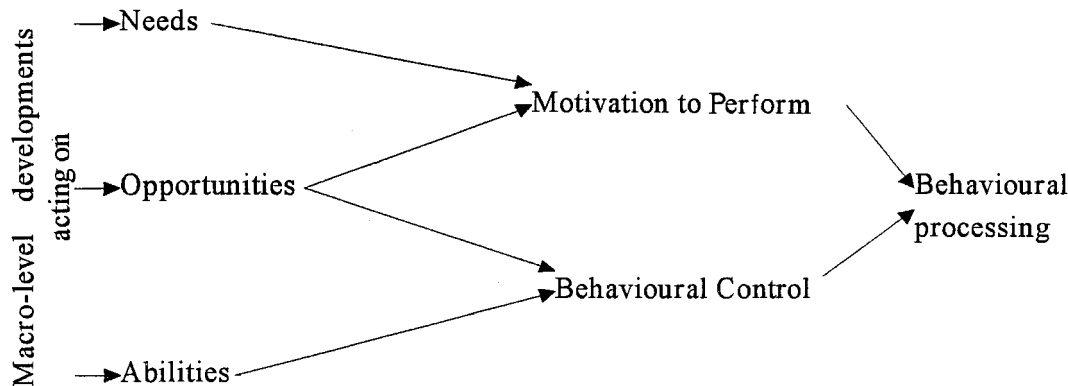 Macro-level developments
acting on
Needs
Motivation to Perform
Opportunities
Behavioural
processing
Behavioural Control
Abilities